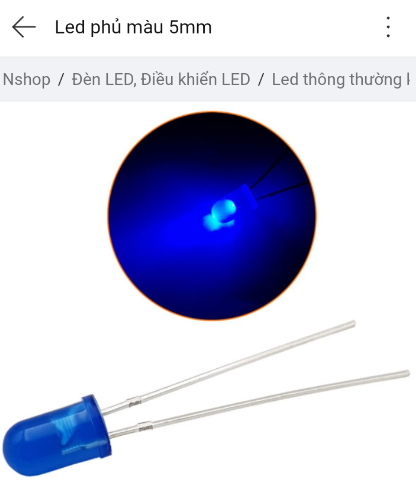 Led phủ màu 5mm
Nshop / Đèn LED, Điều khiển LED / Led thông thường